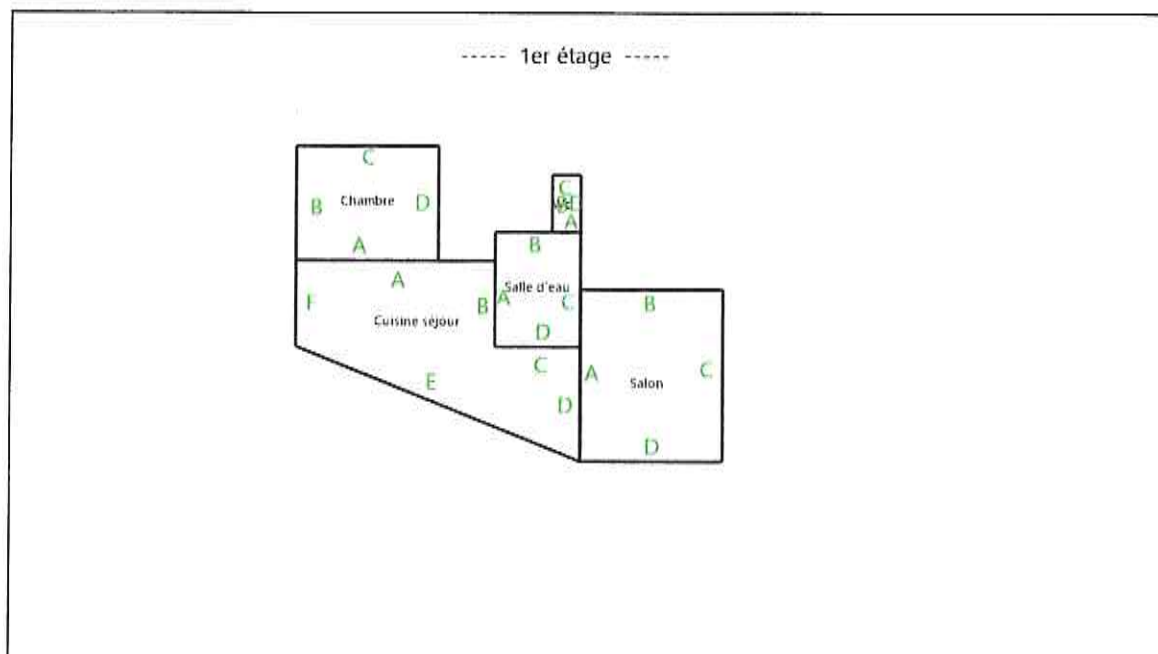 ----- 1er étage -----
C
B Chambre D
A
C
A
B
A
F
B
A
Salle d'eau
C
Cuisine séjour
D
B
C
E
D
A
Salon
C
D